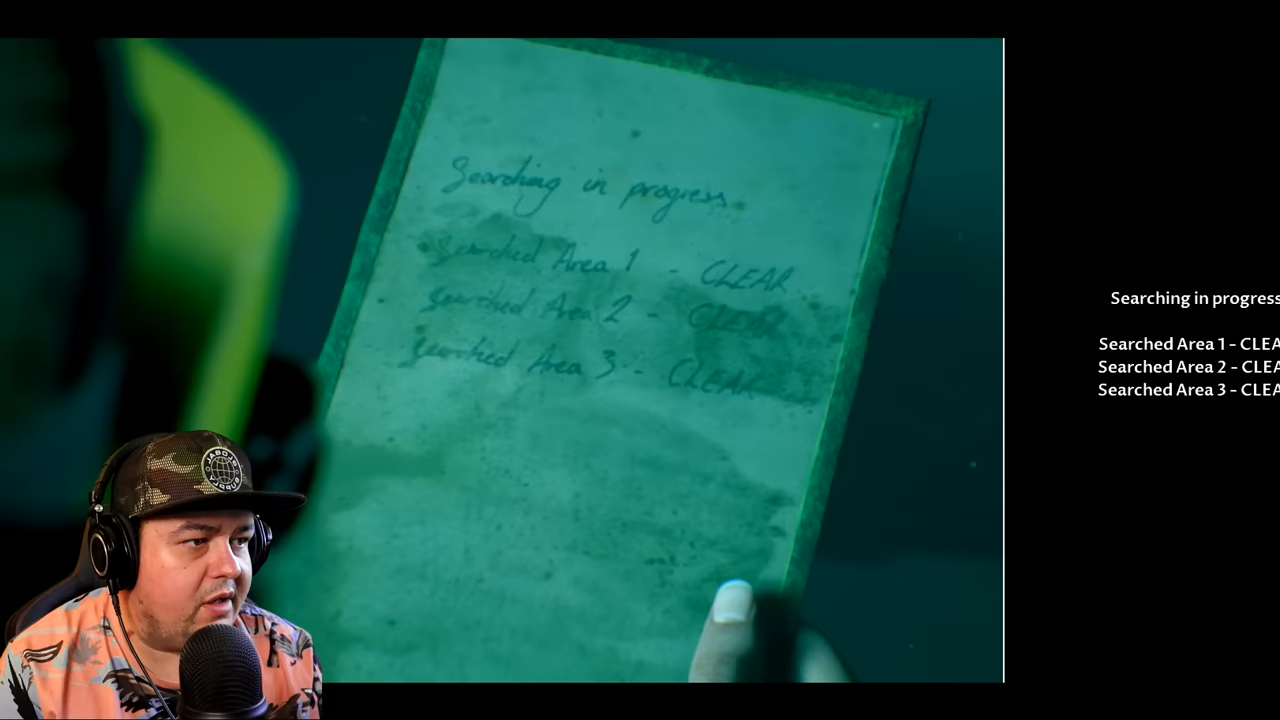 Searching in progress
Searched Area 1 - CLEAR
Searched Area 2 - CLEAR
Searched Area 3 - CLEAR
Searching in progress
Searched Area 1 - CLEA
Searched Area 2 - CLEA
Searched Area 3 - CLEA